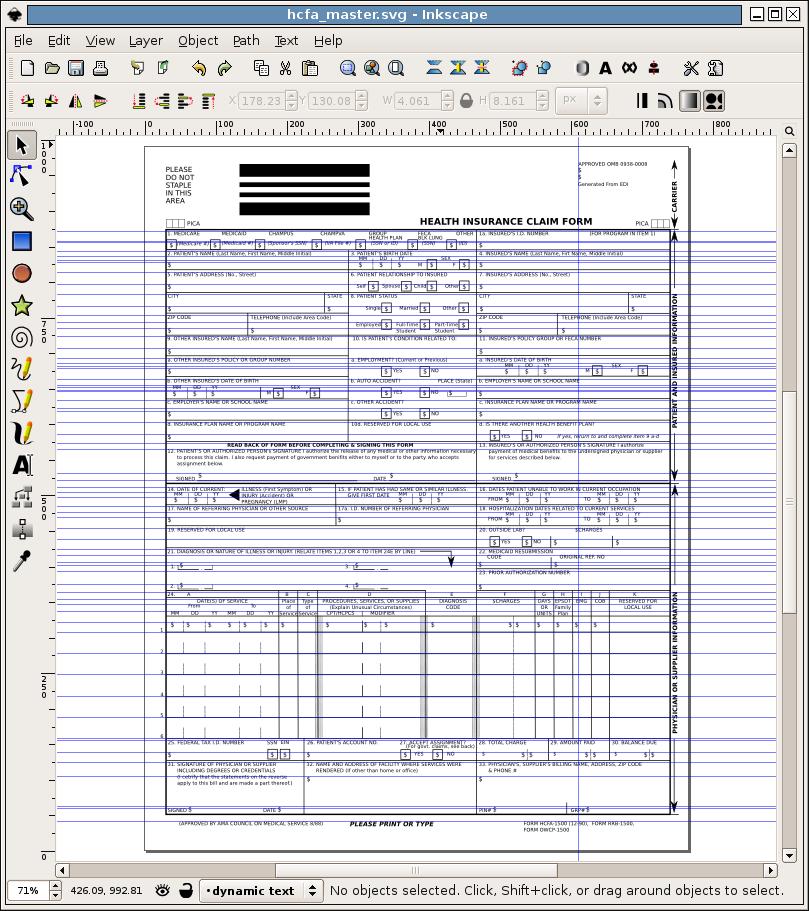 hcfa_master.svg - Inkscape
File Edit View Layer Object Path Text Help
X 178.23 Y 130.08 W 4.061 H 8.161 px
-100 0 100 200 300 400 500 600 700 800
PLEASE
DO NOT
STAPLE
IN THIS
AREA
APPROVED OMB 0938-0008
$
$
Generated From EDI
CARRIER
PICA
HEALTH INSURANCE CLAIM FORM
PICA
1. MEDICARE MEDICAID CHAMPUS CHAMPVA GROUP HEALTH PLAN FECA BLK LUNG OTHER 1a. INSURED'S I.D. NUMBER (FOR PROGRAM IN ITEM 1)
$ (Medicare #) $ (Medicaid #) $ (Sponsor's SSN) $ (VA File #) $ (SSN or ID) $ (SSN) $ (ID) $
2. PATIENT'S NAME (Last Name, First Name, Middle Initial) 3. PATIENT'S BIRTH DATE SEX 4. INSURED'S NAME (Last Name, First Name, Middle Initial)
MM DD YY
$ $ $ $ M $ F $ $
5. PATIENT'S ADDRESS (No., Street) 6. PATIENT RELATIONSHIP TO INSURED 7. INSURED'S ADDRESS (No., Street)
$ Self $ Spouse $ Child $ Other $ $
CITY STATE 8. PATIENT STATUS CITY STATE
$ $ Single $ Married $ Other $ $ $
ZIP CODE TELEPHONE (Include Area Code) ZIP CODE TELEPHONE (Include Area Code)
$ $ Employed $ Full-Time Student $ Part-Time Student $ $ $
9. OTHER INSURED'S NAME (Last Name, First Name, Middle Initial) 10. IS PATIENT'S CONDITION RELATED TO: 11. INSURED'S POLICY GROUP OR FECA NUMBER
$ $
a. OTHER INSURED'S POLICY OR GROUP NUMBER a. EMPLOYMENT? (Current or Previous) a. INSURED'S DATE OF BIRTH SEX
MM DD YY
$ $ YES $ NO $ $ $ M $ F $
b. OTHER INSURED'S DATE OF BIRTH SEX b. AUTO ACCIDENT? PLACE (State) b. EMPLOYER'S NAME OR SCHOOL NAME
MM DD YY
$ $ $ M $ F $ $ YES $ NO $ $
c. EMPLOYER'S NAME OR SCHOOL NAME c. OTHER ACCIDENT? c. INSURANCE PLAN NAME OR PROGRAM NAME
$ $ YES $ NO $
d. INSURANCE PLAN NAME OR PROGRAM NAME 10d. RESERVED FOR LOCAL USE d. IS THERE ANOTHER HEALTH BENEFIT PLAN?
$ $ $ YES $ NO If yes, return to and complete item 9 a-d
PATIENT AND INSURED INFORMATION
READ BACK OF FORM BEFORE COMPLETING & SIGNING THIS FORM
12. PATIENT'S OR AUTHORIZED PERSON'S SIGNATURE I authorize the release of any medical or other information necessary
to process this claim. I also request payment of government benefits either to myself or to the party who accepts
assignment below.
SIGNED $ DATE $
13. INSURED'S OR AUTHORIZED PERSON'S SIGNATURE I authorize
payment of medical benefits to the undersigned physician or supplier
for services described below.
SIGNED $
14. DATE OF CURRENT: ILLNESS (First Symptom) OR INJURY (Accident) OR PREGNANCY (LMP) 15. IF PATIENT HAS HAD SAME OR SIMILAR ILLNESS. GIVE FIRST DATE MM DD YY 16. DATES PATIENT UNABLE TO WORK IN CURRENT OCCUPATION
MM DD YY
$ $ $ $ $ $ FROM $ $ $ TO $ $ $
17. NAME OF REFERRING PHYSICIAN OR OTHER SOURCE 17a. I.D. NUMBER OF REFERRING PHYSICIAN 18. HOSPITALIZATION DATES RELATED TO CURRENT SERVICES
MM DD YY MM DD YY
$ $ FROM $ $ $ TO $ $ $
19. RESERVED FOR LOCAL USE 20. OUTSIDE LAB? $CHARGES
$ $ YES $ NO $ $
21. DIAGNOSIS OR NATURE OF ILLNESS OR INJURY (RELATE ITEMS 1,2,3 OR 4 TO ITEM 24E BY LINE) 22. MEDICAID RESUBMISSION
CODE ORIGINAL REF. NO
1. $ 3. $ $ $
23. PRIOR AUTHORIZATION NUMBER
2. $ 4. $ $
24. A B C D E F G H I J K
DATE(S) OF SERVICE Place of Service Type of Service PROCEDURES, SERVICES, OR SUPPLIES DIAGNOSIS CODE $CHARGES DAYS OR UNITS EPSDT Family Plan EMG COB RESERVED FOR LOCAL USE
From to (Explain Unusual Circumstances)
MM DD YY MM DD YY CPT/HCPCS MODIFIER
1 $ $ $ $ $ $ $ $ $ $ $ $ $ $ $ $ $ $ $
2
3
4
5
6
PHYSICIAN OR SUPPLIER INFORMATION
25. FEDERAL TAX I.D. NUMBER SSN EIN 26. PATIENT'S ACCOUNT NO. 27. ACCEPT ASSIGNMENT? 28. TOTAL CHARGE 29. AMOUNT PAID 30. BALANCE DUE
(For govt. claims, see back)
$ $ $ $ $ YES $ NO $ $ $ $ $ $
31. SIGNATURE OF PHYSICIAN OR SUPPLIER
INCLUDING DEGREES OR CREDENTIALS
(I certify that the statements on the reverse
apply to this bill and are made a part thereof.)
SIGNED $ DATE $
32. NAME AND ADDRESS OF FACILITY WHERE SERVICES WERE
RENDERED (If other than home or office)
33. PHYSICIAN'S, SUPPLIER'S BILLING NAME, ADDRESS, ZIP CODE
& PHONE #
PIN# $ GRP# $
(APPROVED BY AMA COUNCIL ON MEDICAL SERVICE 8/88) PLEASE PRINT OR TYPE FORM HCFA-1500 (12-90), FORM RRB-1500,
FORM OWCP-1500
71% 426.09, 992.81 •dynamic text No objects selected. Click, Shift+click, or drag around objects to select.